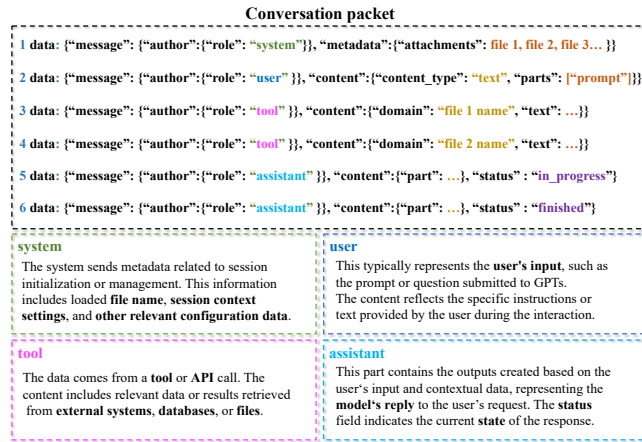 Conversation packet
1 data: {“message”: {“author”:{“role”: “system”}}, “metadata”:{“attachments”: file 1, file 2, file 3… }}
2 data: {“message”: {“author”:{“role”: “user” }}, “content”:{“content_type”: “text”, “parts”: [“prompt”]}}
3 data: {“message”: {“author”:{“role”: “tool” }}, “content”:{“domain”: “file 1 name”, “text”: …}}
4 data: {“message”: {“author”:{“role”: “tool” }}, “content”:{“domain”: “file 2 name”, “text”: …}}
5 data: {“message”: {“author”:{“role”: “assistant” }}, “content”:{“part”: …}, “status”: “in_progress”}
6 data: {“message”: {“author”:{“role”: “assistant” }}, “content”:{“part”: …}, “status” : “finished”}
system
The system sends metadata related to session
initialization or management. This information
includes loaded file name, session context
settings, and other relevant configuration data.
user
This typically represents the user's input, such as
the prompt or question submitted to GPTs.
The content reflects the specific instructions or
text provided by the user during the interaction.
tool
The data comes from a tool or API call. The
content includes relevant data or results retrieved
from external systems, databases, or files.
assistant
This part contains the outputs created based on the
user‘s input and contextual data, representing the
model‘s reply to the user’s request. The status
field indicates the current state of the response.